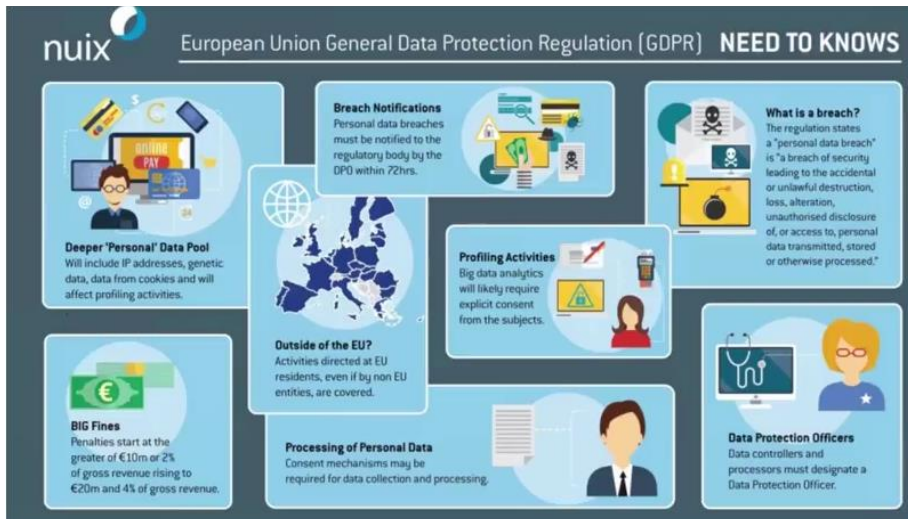 nuix
European Union General Data Protection Regulation (GDPR) NEED TO KNOWS
online
PAY
Deeper 'Personal' Data Pool
Will include IP addresses, genetic
data, data from cookies and will
affect profiling activities.
Breach Notifications
Personal data breaches
must be notified to the
regulatory body by the
DPO within 72hrs.
What is a breach?
The regulation states
a "personal data breach"
is "a breach of security
leading to the accidental
or unlawful destruction,
loss, alteration,
unauthorised disclosure
of, or access to, personal
data transmitted, stored
or otherwise processed."
Outside of the EU?
Activities directed at EU
residents, even if by non EU
entities, are covered.
Profiling Activities
Big data analytics
will likely require
explicit consent
from the subjects.
BIG Fines
Penalties start at the
greater of €10m or 2%
of gross revenue rising to
€20m and 4% of gross revenue.
Processing of Personal Data
Consent mechanisms may be
required for data collection and processing.
Data Protection Officers
Data controllers and
processors must designate a
Data Protection Officer.